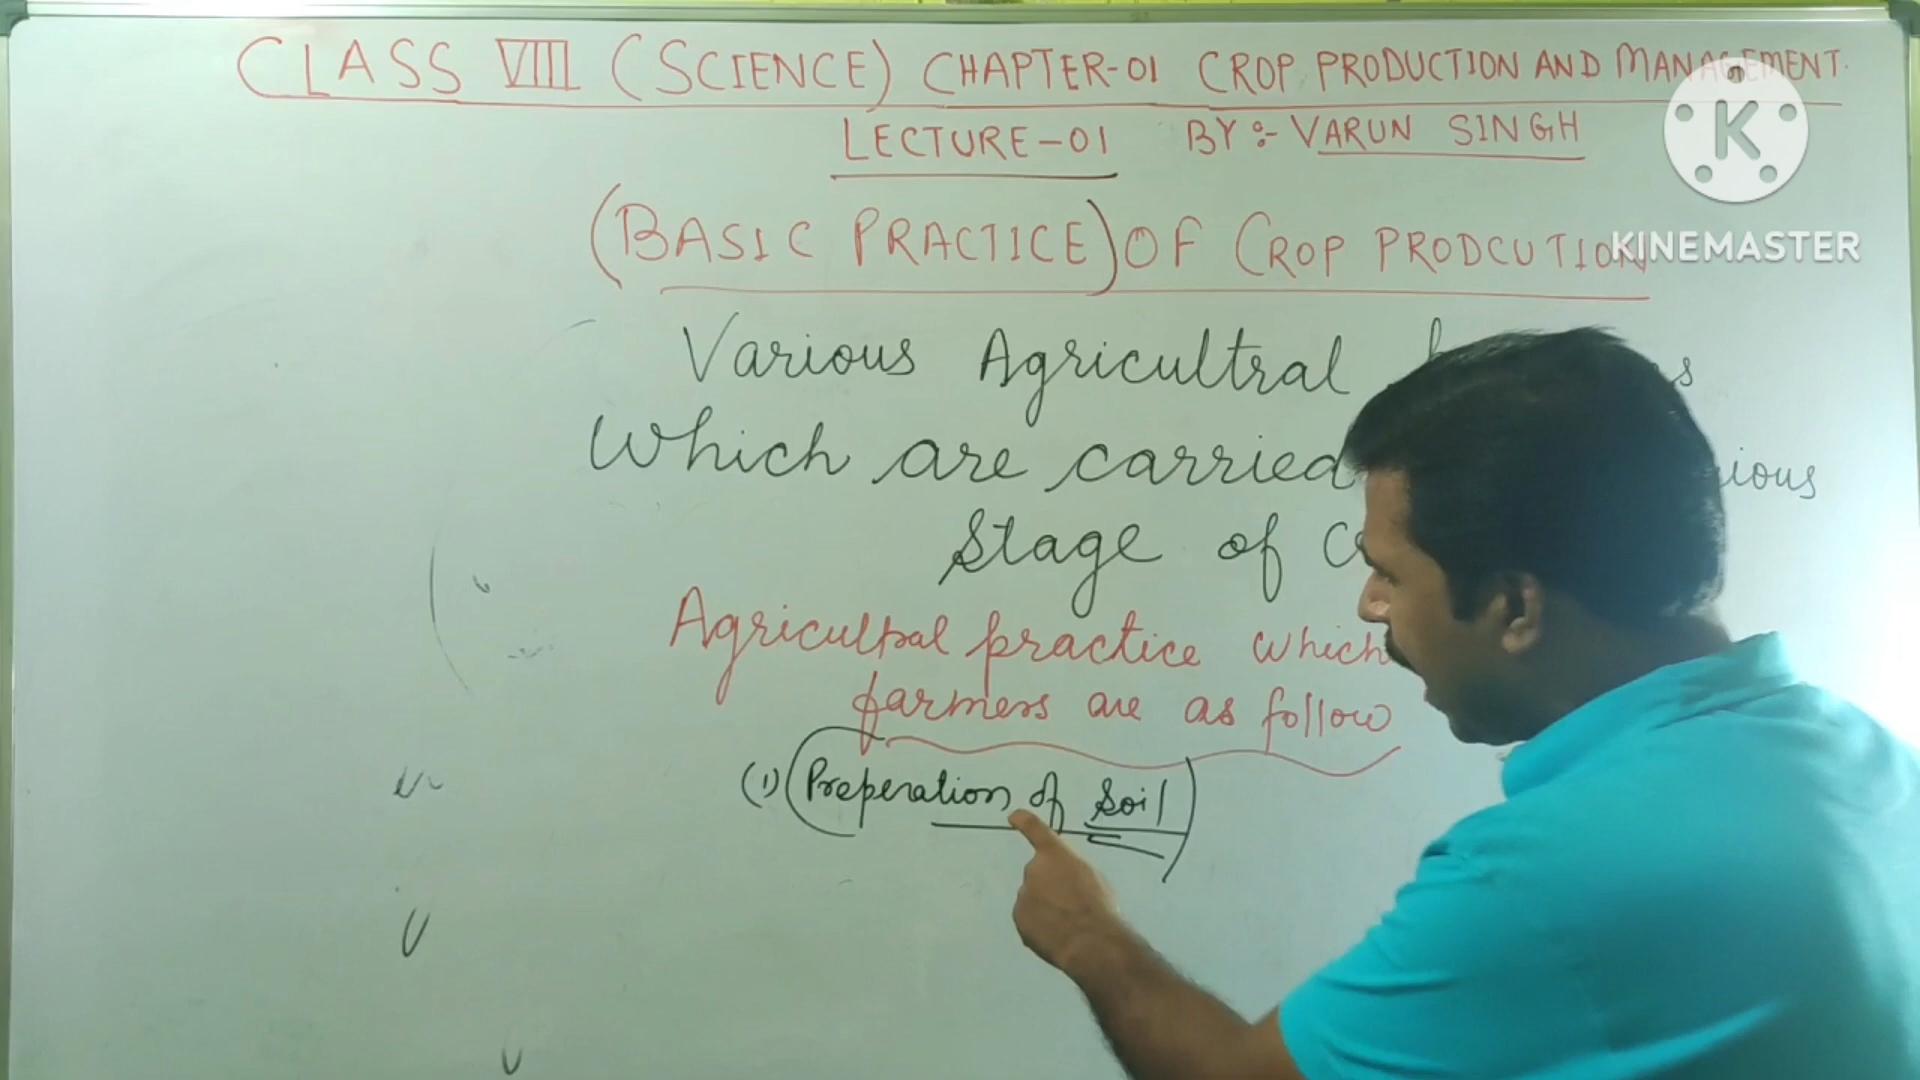 CLASS VIII (SCIENCE) CHAPTER-01 CROP PRODUCTION AND MANAGEMENT.
LECTURE-01 BY:- VARUN SINGH
(BASIC PRACTICE) OF CROP PRODCUTION
K
KINEMASTER
Various Agricultral
Which are carried
Stage of
Agricultral practice which
farmers are as follow
(1) (Preperation of Soil)